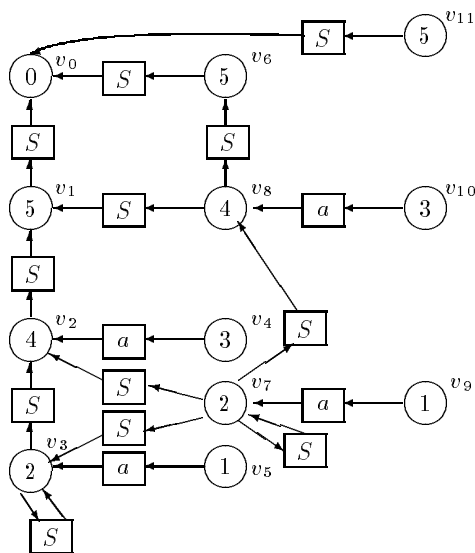 v11
S 5
v0 v6
0 S 5
S S
v1 v8 v10
5 S 4 a 3
S
v2 v4
4 a 3 S
S v7 v9
S 2 a 1
v3 S S
2 a 1 v5
S